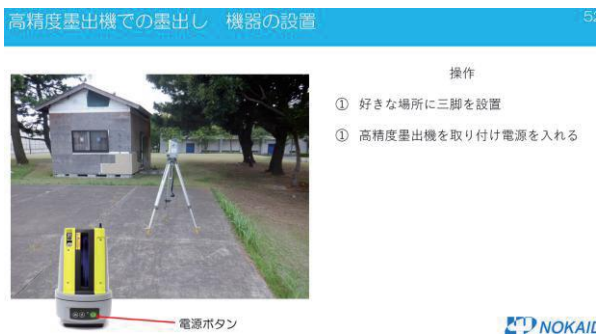 高精度墨出機での墨出し　機器の設置
52
操作
① 好きな場所に三脚を設置
① 高精度墨出機を取り付け電源を入れる
電源ボタン
NOKAID